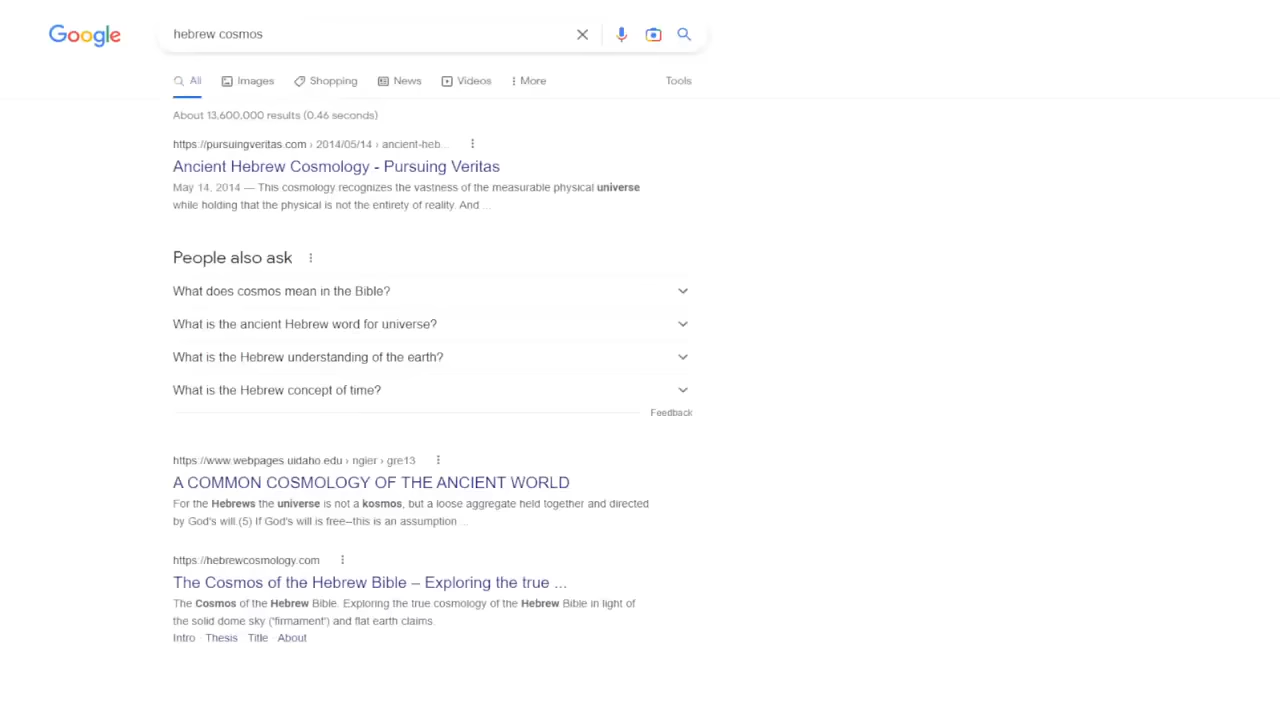 Google
hebrew cosmos
All Images Shopping News Videos More Tools
About 13,600,000 results (0.46 seconds)
https://pursuingveritas.com › 2014/05/14 › ancient-heb...
Ancient Hebrew Cosmology - Pursuing Veritas
May 14, 2014 — This cosmology recognizes the vastness of the measurable physical universe
while holding that the physical is not the entirety of reality. And ...
People also ask
What does cosmos mean in the Bible?
What is the ancient Hebrew word for universe?
What is the Hebrew understanding of the earth?
What is the Hebrew concept of time?
Feedback
https://www.webpages.uidaho.edu › ngier › gre13
A COMMON COSMOLOGY OF THE ANCIENT WORLD
For the Hebrews the universe is not a kosmos, but a loose aggregate held together and directed
by God's will.(5) If God's will is free--this is an assumption ...
https://hebrewcosmology.com
The Cosmos of the Hebrew Bible – Exploring the true ...
The Cosmos of the Hebrew Bible. Exploring the true cosmology of the Hebrew Bible in light of
the solid dome sky ('firmament') and flat earth claims.
Intro Thesis Title About